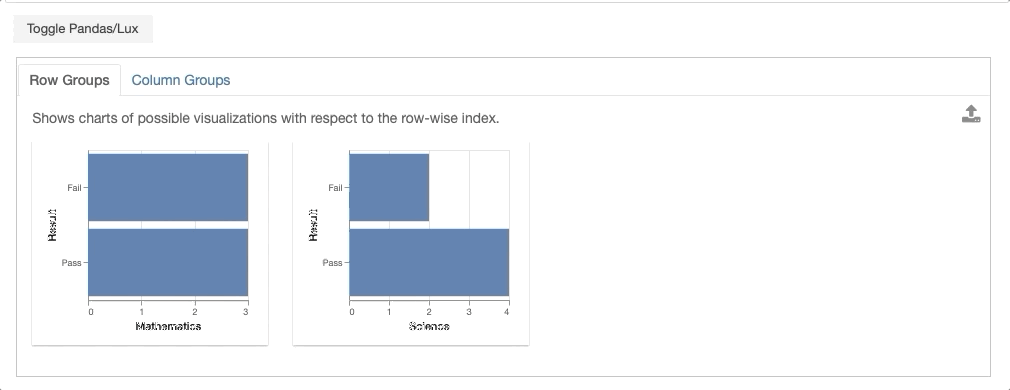 Toggle Pandas/Lux
Row Groups Column Groups
Shows charts of possible visualizations with respect to the row-wise index.
Result
Fail
Pass
0 1 2 3
Mathematics
Result
Fail
Pass
0 1 2 3 4
Science